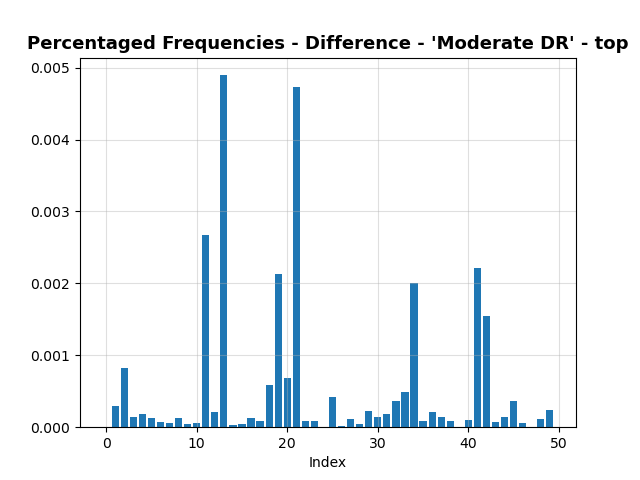 Percentaged Frequencies - Difference - 'Moderate DR' - top
0.005
0.004
0.003
0.002
0.001
0.000
0 10 20 30 40 50
Index